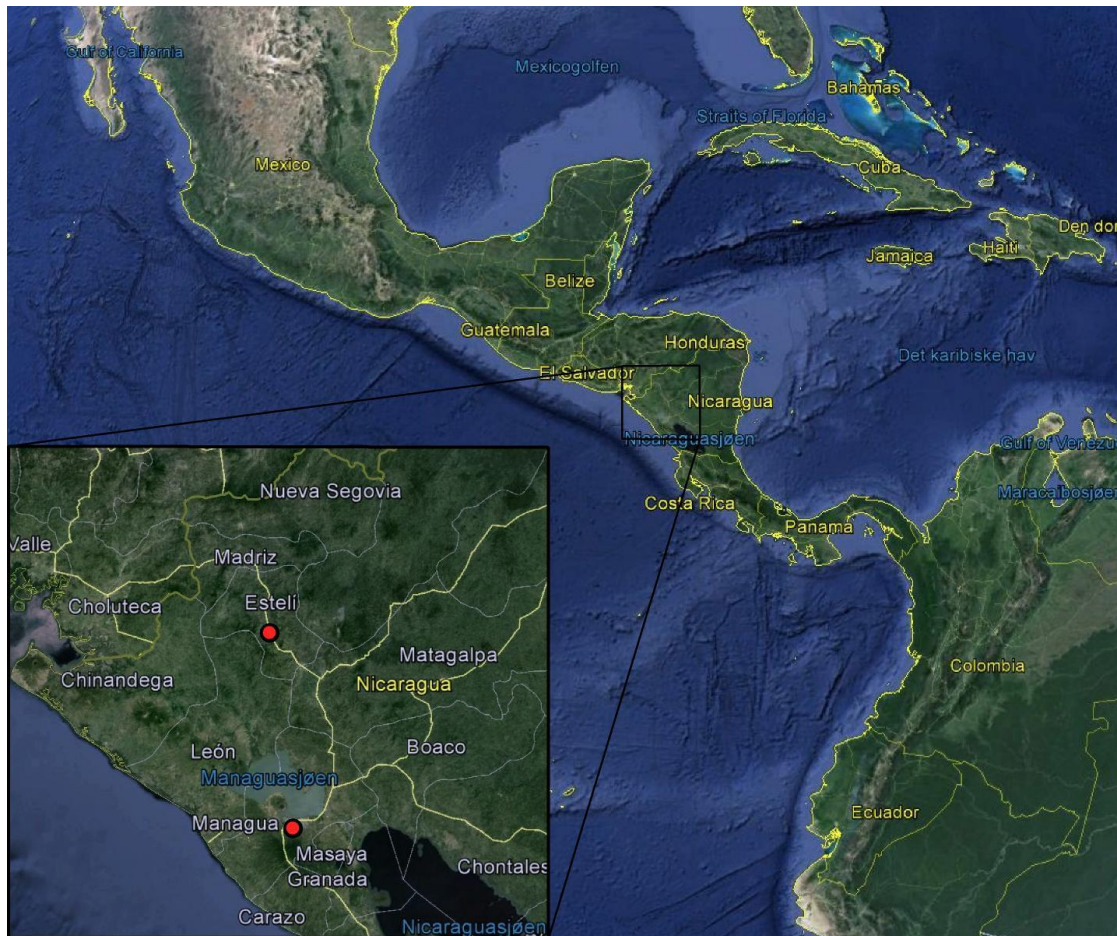 Gulf of California
Mexicogolfen
Bahamas
Straits of Florida
Mexico
Cuba
Den dor
Haiti
Jamaica
Belize
Guatemala
Honduras
Det karibiske hav
El Salvador
Nicaragua
Nicaraguasjøen
Gulf of Venezu
Maracaibosjøen
Costa Rica
Panama
Colombia
Ecuador
Nueva Segovia
Valle
Madriz
Choluteca
Estelí
Matagalpa
Chinandega
Nicaragua
León
Boaco
Managuasjøen
Managua
Masaya
Chontales
Granada
Carazo
Nicaraguasjøen